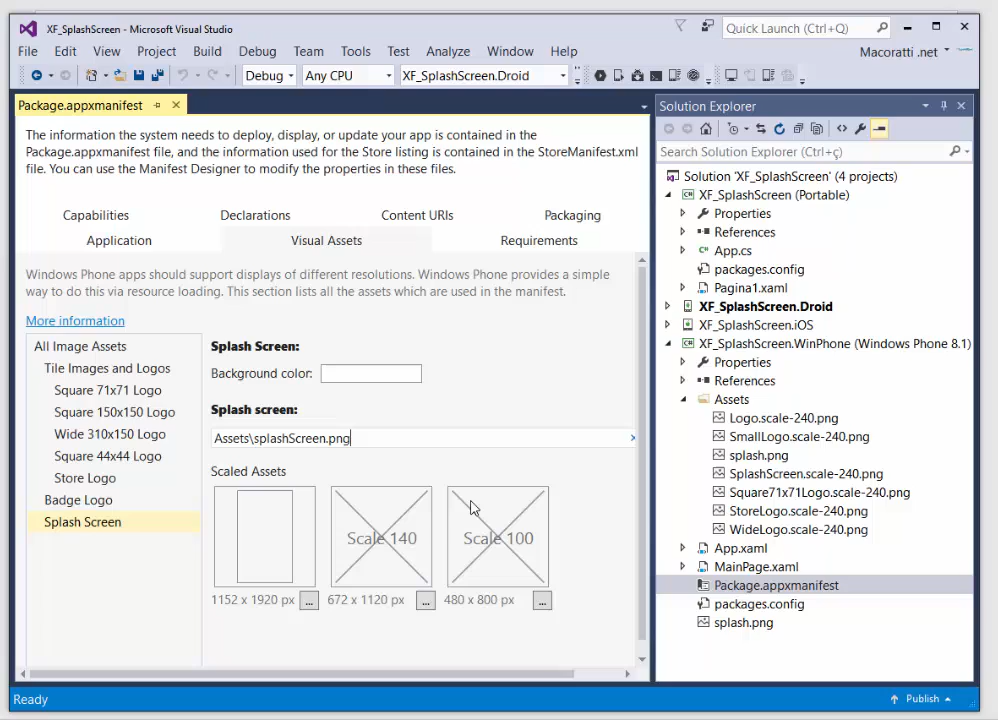 XF_SplashScreen - Microsoft Visual Studio
Quick Launch (Ctrl+Q)
File Edit View Project Build Debug Team Tools Test Analyze Window Help
Macoratti .net
Debug Any CPU XF_SplashScreen.Droid
Package.appxmanifest
The information the system needs to deploy, display, or update your app is contained in the
Package.appxmanifest file, and the information used for the Store listing is contained in the StoreManifest.xml
file. You can use the Manifest Designer to modify the properties in these files.
Capabilities Declarations Content URIs Packaging
Application Visual Assets Requirements
Windows Phone apps should support displays of different resolutions. Windows Phone provides a simple
way to do this via resource loading. This section lists all the assets which are used in the manifest.
More information
All Image Assets
Tile Images and Logos
Square 71x71 Logo
Square 150x150 Logo
Wide 310x150 Logo
Square 44x44 Logo
Store Logo
Badge Logo
Splash Screen
Splash Screen:
Background color:
Splash screen:
Assets\splashScreen.png
Scaled Assets
Scale 140
Scale 100
1152 x 1920 px ... 672 x 1120 px ... 480 x 800 px ...
Solution Explorer
Search Solution Explorer (Ctrl+ç)
Solution 'XF_SplashScreen' (4 projects)
XF_SplashScreen (Portable)
Properties
References
App.cs
packages.config
Pagina1.xaml
XF_SplashScreen.Droid
XF_SplashScreen.iOS
XF_SplashScreen.WinPhone (Windows Phone 8.1)
Properties
References
Assets
Logo.scale-240.png
SmallLogo.scale-240.png
splash.png
SplashScreen.scale-240.png
Square71x71Logo.scale-240.png
StoreLogo.scale-240.png
WideLogo.scale-240.png
App.xaml
MainPage.xaml
Package.appxmanifest
packages.config
splash.png
Ready
Publish